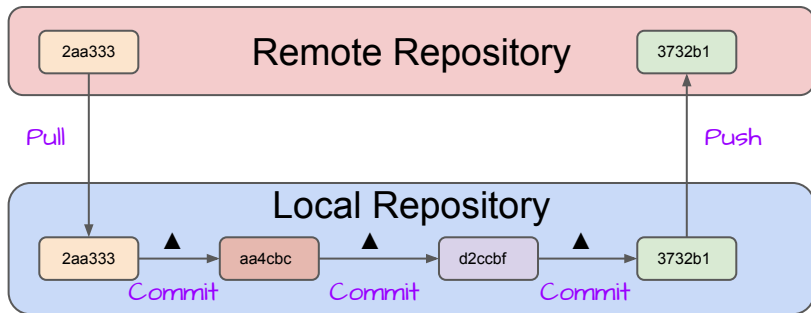 2aa333
Remote Repository
3732b1
Pull
Push
Local Repository
▲ ▲ ▲
2aa333
aa4cbc
d2ccbf
3732b1
Commit Commit Commit